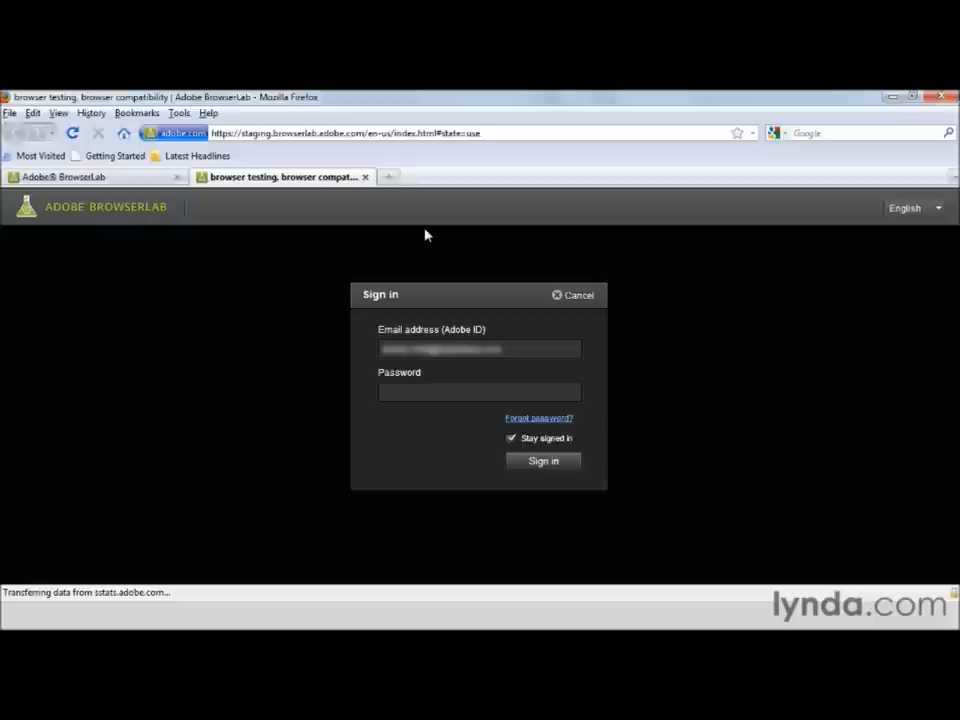 browser testing, browser compatibility | Adobe BrowserLab - Mozilla Firefox
File Edit View History Bookmarks Tools Help
adobe.com https://staging.browserlab.adobe.com/en-us/index.html#state=use Google
Most Visited Getting Started Latest Headlines
Adobe® BrowserLab browser testing, browser compat...
ADOBE BROWSERLAB English
Sign in Cancel
Email address (Adobe ID)
Password
Forgot password?
Stay signed in
Sign in
Transferring data from sstats.adobe.com...
lynda.com